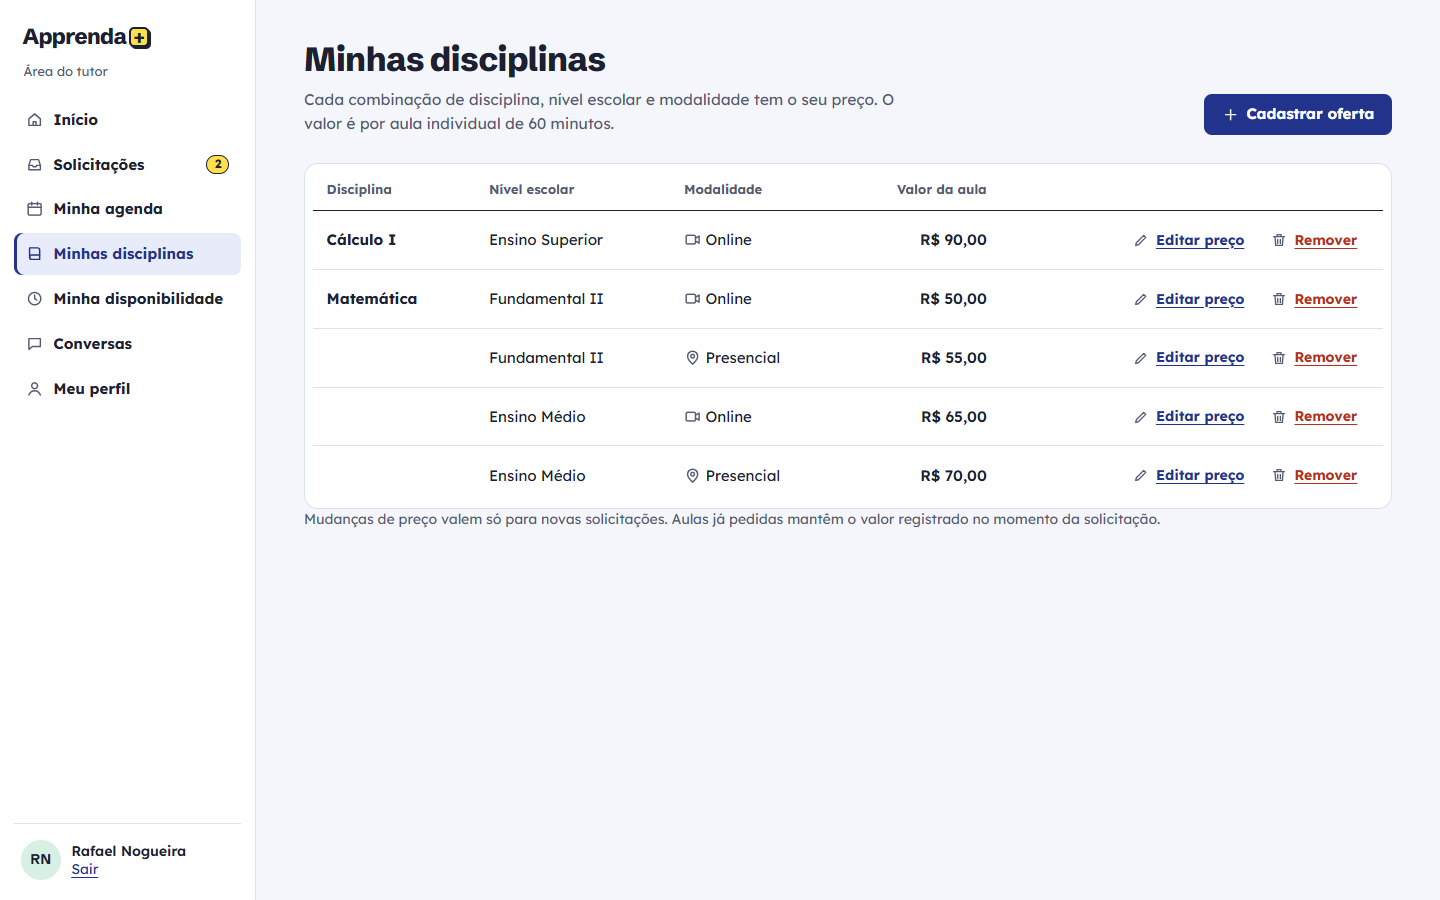 Apprenda+
Área do tutor
Início
Solicitações 2
Minha agenda
Minhas disciplinas
Minha disponibilidade
Conversas
Meu perfil
Rafael Nogueira
RN
Sair
Minhas disciplinas
Cada combinação de disciplina, nível escolar e modalidade tem o seu preço. O
valor é por aula individual de 60 minutos.
+ Cadastrar oferta
Disciplina Nível escolar Modalidade Valor da aula
Cálculo I Ensino Superior Online R$ 90,00 Editar preço Remover
Matemática Fundamental II Online R$ 50,00 Editar preço Remover
Fundamental II Presencial R$ 55,00 Editar preço Remover
Ensino Médio Online R$ 65,00 Editar preço Remover
Ensino Médio Presencial R$ 70,00 Editar preço Remover
Mudanças de preço valem só para novas solicitações. Aulas já pedidas mantêm o valor registrado no momento da solicitação.